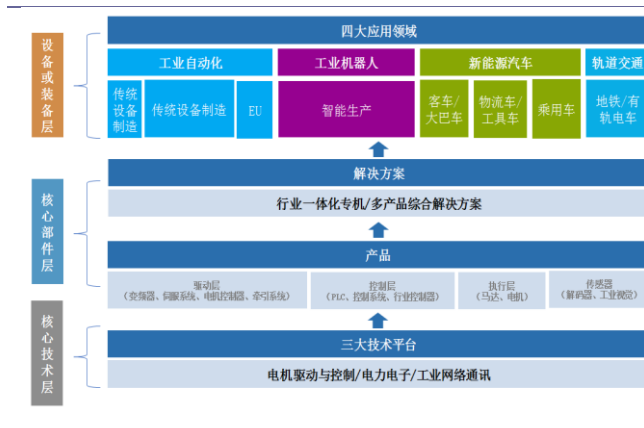 四大应用领域
设备或装备层
工业自动化
工业机器人
新能源汽车
轨道交通
传统
设备
制造
传统设备制造
EU
智能生产
客车/
大巴车
物流车/
工具车
乘用车
地铁/有
轨电车
解决方案
核心部件层
行业一体化专机/多产品综合解决方案
产品
驱动层
(变频器、伺服系统、电机控制器、牵引系统)
控制层
(PLC、控制系统、行业控制器)
执行层
(马达、电机)
传感器
(解码器、工业视觉)
核心技术层
三大技术平台
电机驱动与控制/电力电子/工业网络通讯